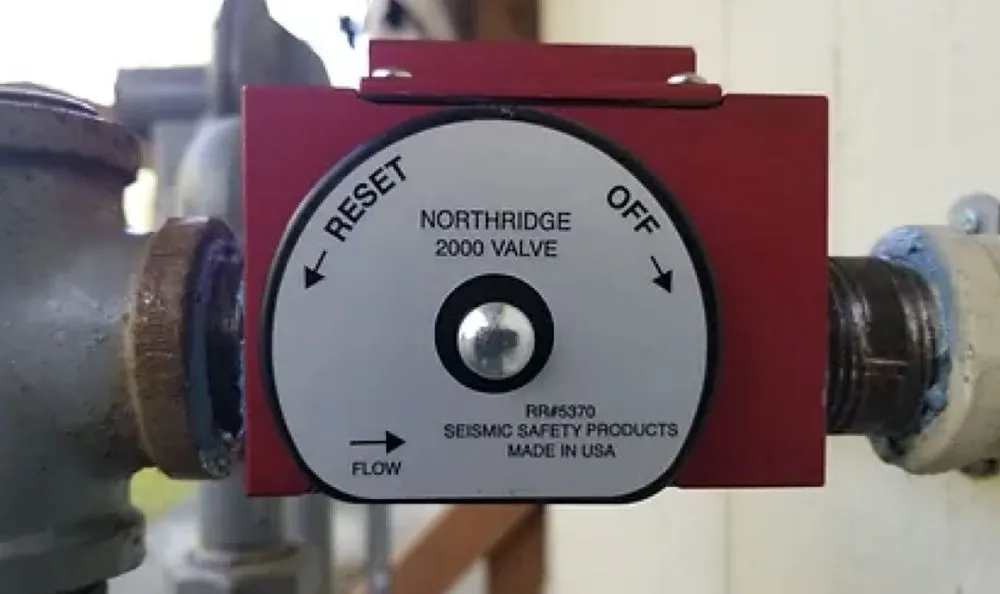 RESET
OFF
NORTHRIDGE
2000 VALVE
RR#5370
SEISMIC SAFETY PRODUCTS
MADE IN USA
FLOW